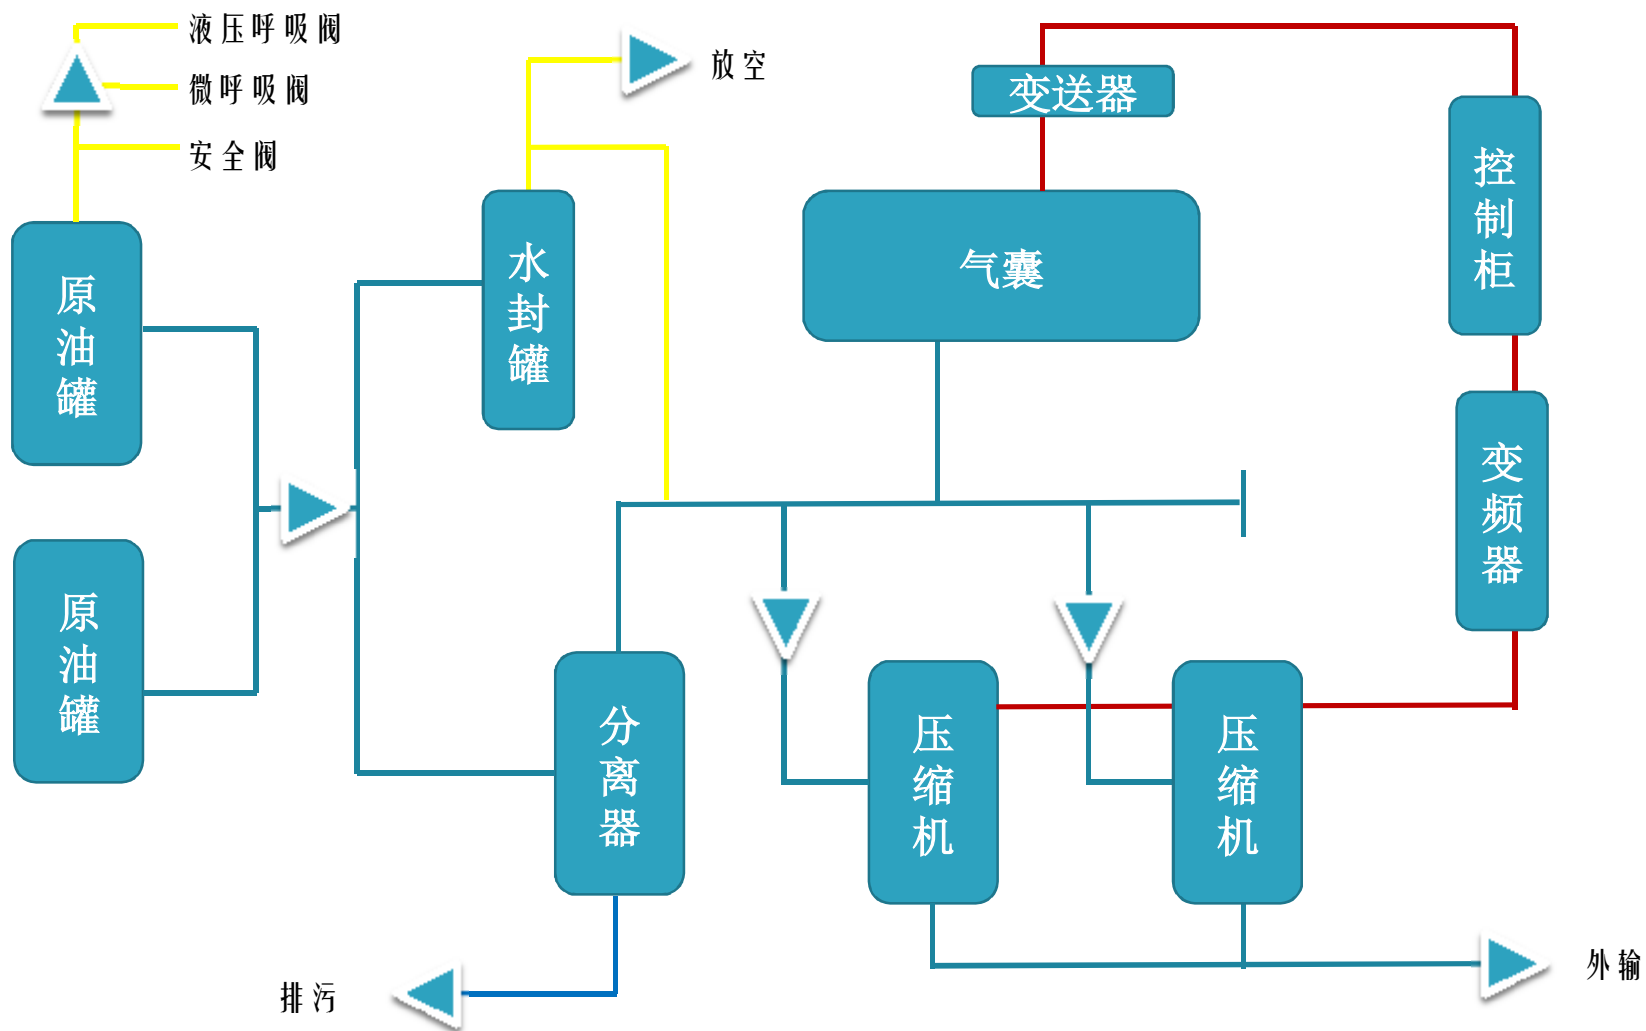 液压呼吸阀
微呼吸阀
安全阀
放空
变送器
控制柜
气囊
水封罐
原油罐
变频器
原油罐
分离器
压缩机
压缩机
外输
排污